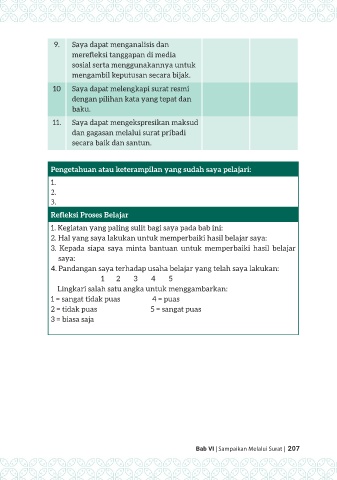 9. Saya dapat menganalisis dan
merefleksi tanggapan di media
sosial serta menggunakannya untuk
mengambil keputusan secara bijak.
10 Saya dapat melengkapi surat resmi
dengan pilihan kata yang tepat dan
baku.
11. Saya dapat mengekspresikan maksud
dan gagasan melalui surat pribadi
secara baik dan santun.
Pengetahuan atau keterampilan yang sudah saya pelajari:
1.
2.
3.
Refleksi Proses Belajar
1. Kegiatan yang paling sulit bagi saya pada bab ini:
2. Hal yang saya lakukan untuk memperbaiki hasil belajar saya:
3. Kepada siapa saya minta bantuan untuk memperbaiki hasil belajar
saya:
4. Pandangan saya terhadap usaha belajar yang telah saya lakukan:
1 2 3 4 5
Lingkari salah satu angka untuk menggambarkan:
1 = sangat tidak puas 4 = puas
2 = tidak puas 5 = sangat puas
3 = biasa saja
Bab VI | Sampaikan Melalui Surat | 207